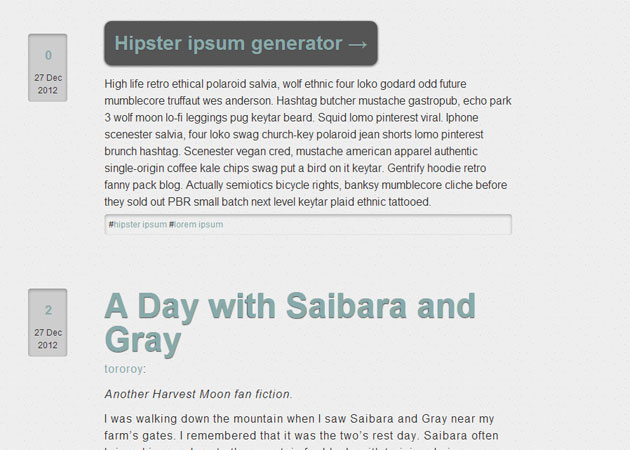 0
27 Dec
2012
Hipster ipsum generator →
High life retro ethical polaroid salvia, wolf ethnic four loko godard odd future
mumblecore truffaut wes anderson. Hashtag butcher mustache gastropub, echo park
3 wolf moon lo-fi leggings pug keytar beard. Squid lomo pinterest viral. Iphone
scenester salvia, four loko swag church-key polaroid jean shorts lomo pinterest
brunch hashtag. Scenester vegan cred, mustache american apparel authentic
single-origin coffee kale chips swag put a bird on it keytar. Gentrify hoodie retro
fanny pack blog. Actually semiotics bicycle rights, banksy mumblecore cliche before
they sold out PBR small batch next level keytar plaid ethnic tattooed.
#hipster ipsum #lorem ipsum
2
27 Dec
2012
A Day with Saibara and
Gray
tororoy:
Another Harvest Moon fan fiction.
I was walking down the mountain when I saw Saibara and Gray near my
farm's gates. I remembered that it was the two's rest day. Saibara often